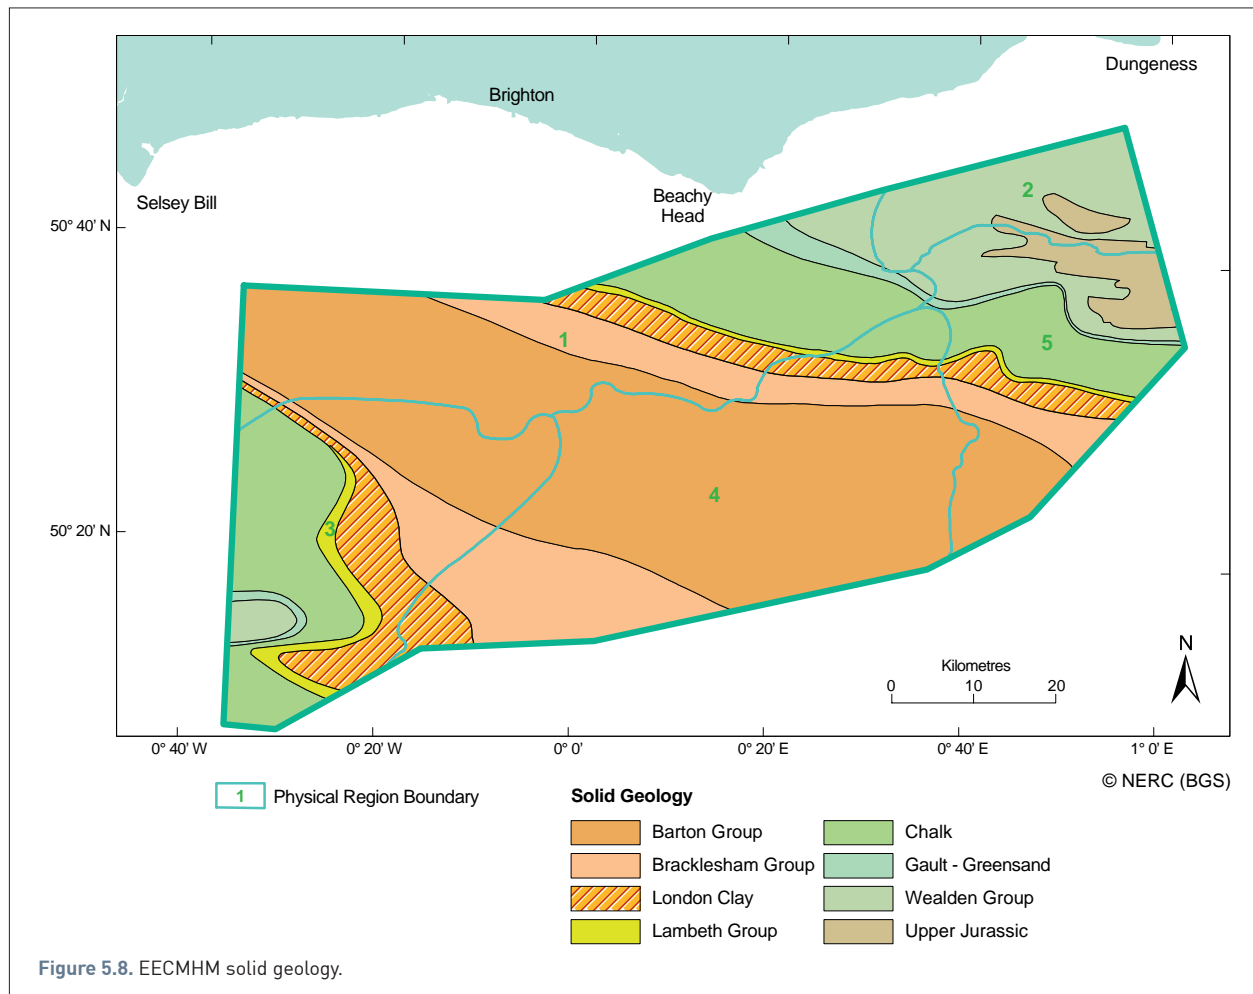 Dungeness
Brighton
Selsey Bill
Beachy
Head
50° 40' N
50° 20' N
2
1
5
4
3
N
Kilometres
0 10 20
0° 40' W 0° 20' W 0° 0' 0° 20' E 0° 40' E 1° 0' E
© NERC (BGS)
1 Physical Region Boundary
Solid Geology
Barton Group
Bracklesham Group
London Clay
Lambeth Group
Chalk
Gault - Greensand
Wealden Group
Upper Jurassic
Figure 5.8. EECMHM solid geology.